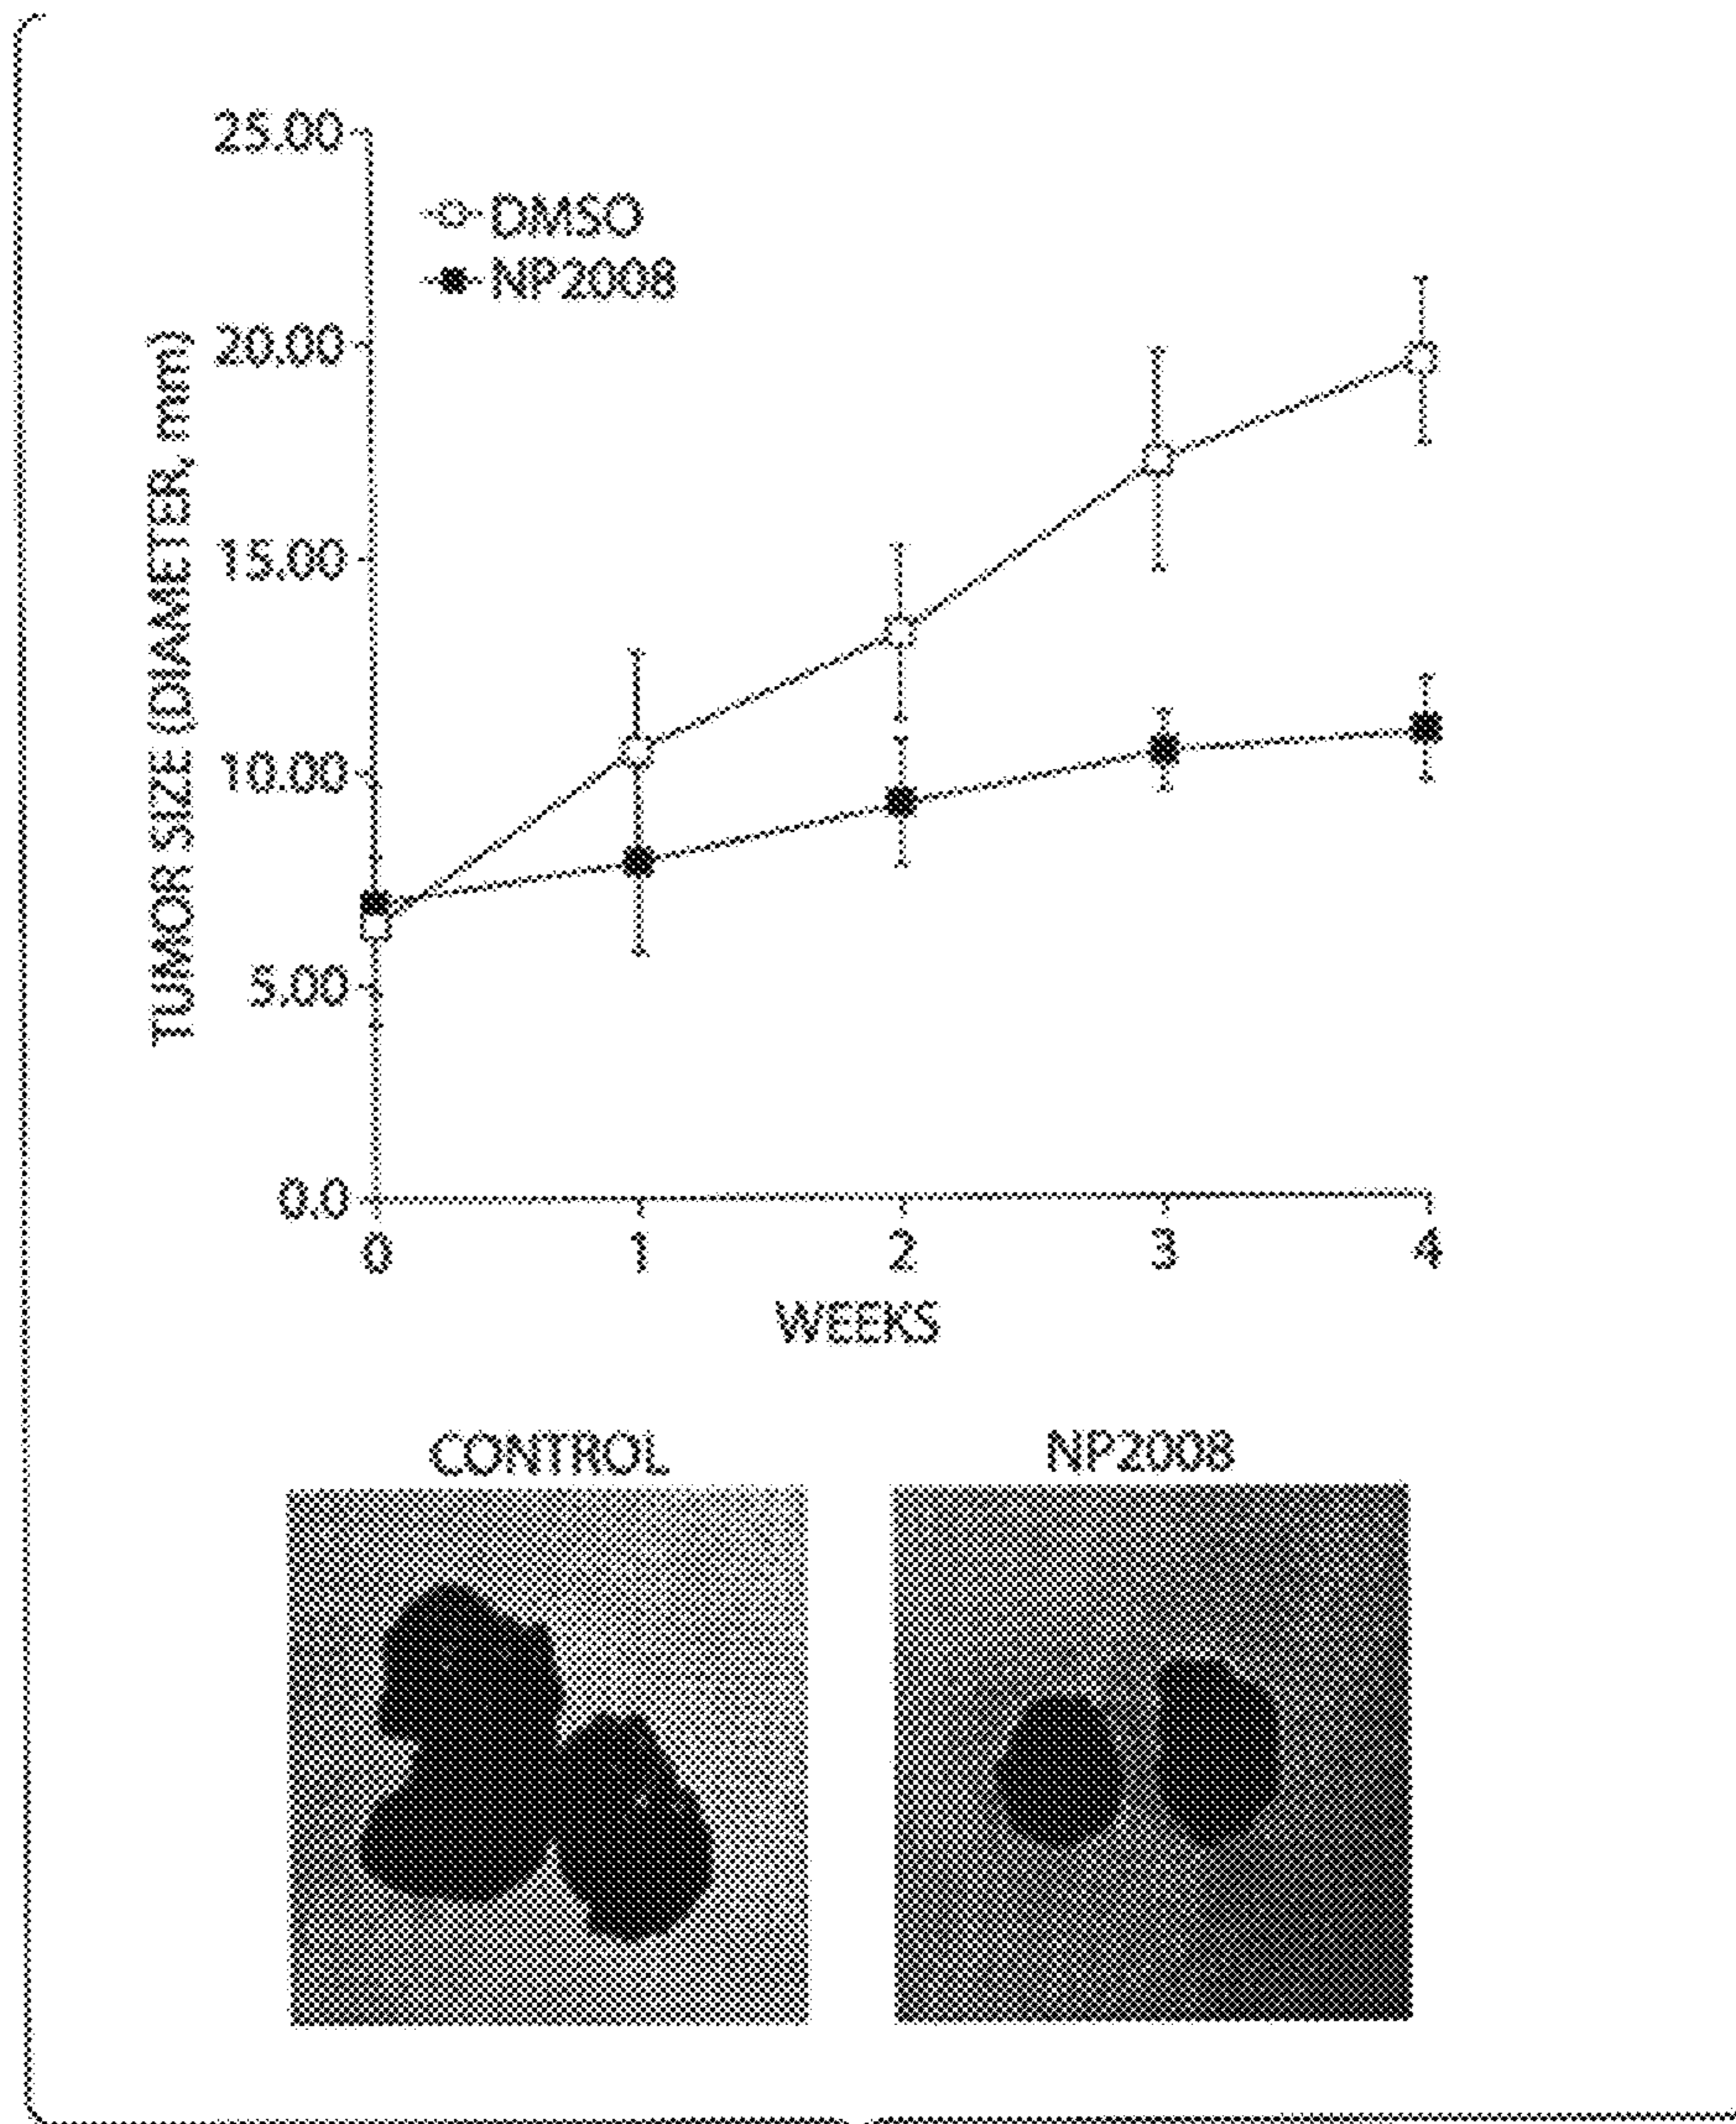 25.00
DMSO
NP2008
20.00
15.00
10.00
5.00
0.0
TUMOR SIZE (DIAMETER, mm)
0 1 2 3 4
WEEKS
CONTROL NP2008